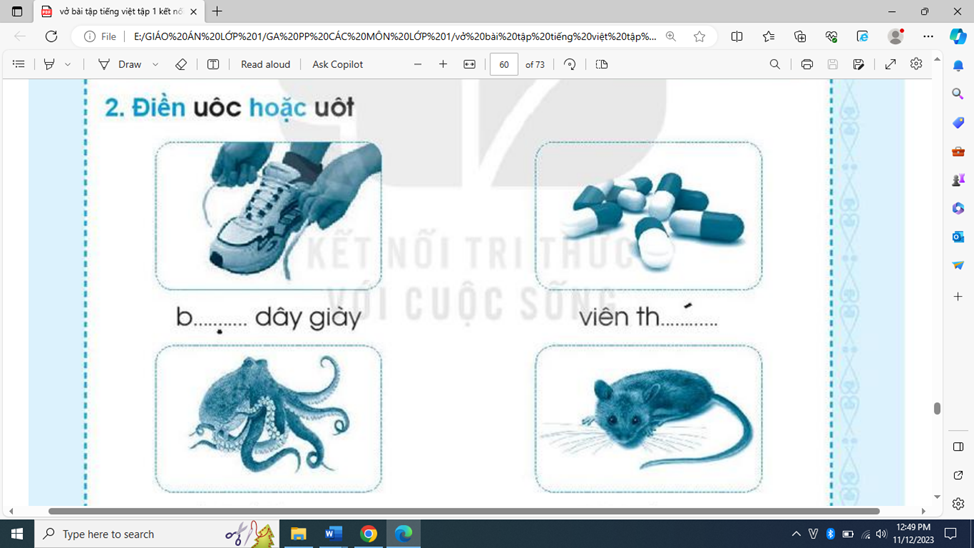 vở bài tập tiếng việt tập 1 kết nố
File
E:/GIÁO%20ÁN%20LỚP%201/GA%20PP%20CÁC%20MÔN%20LỚP%201/vở%20bài%20tập%20tiếng%20việt%20tập%...
Draw
Read aloud
Ask Copilot
60
of 73
2. Điền uôc hoặc uôt
KẾT NỐI TRI THỨC
VỚI CUỘC SỐNG
b........... dây giày
viên th............
Type here to search
12:49 PM
11/12/2023